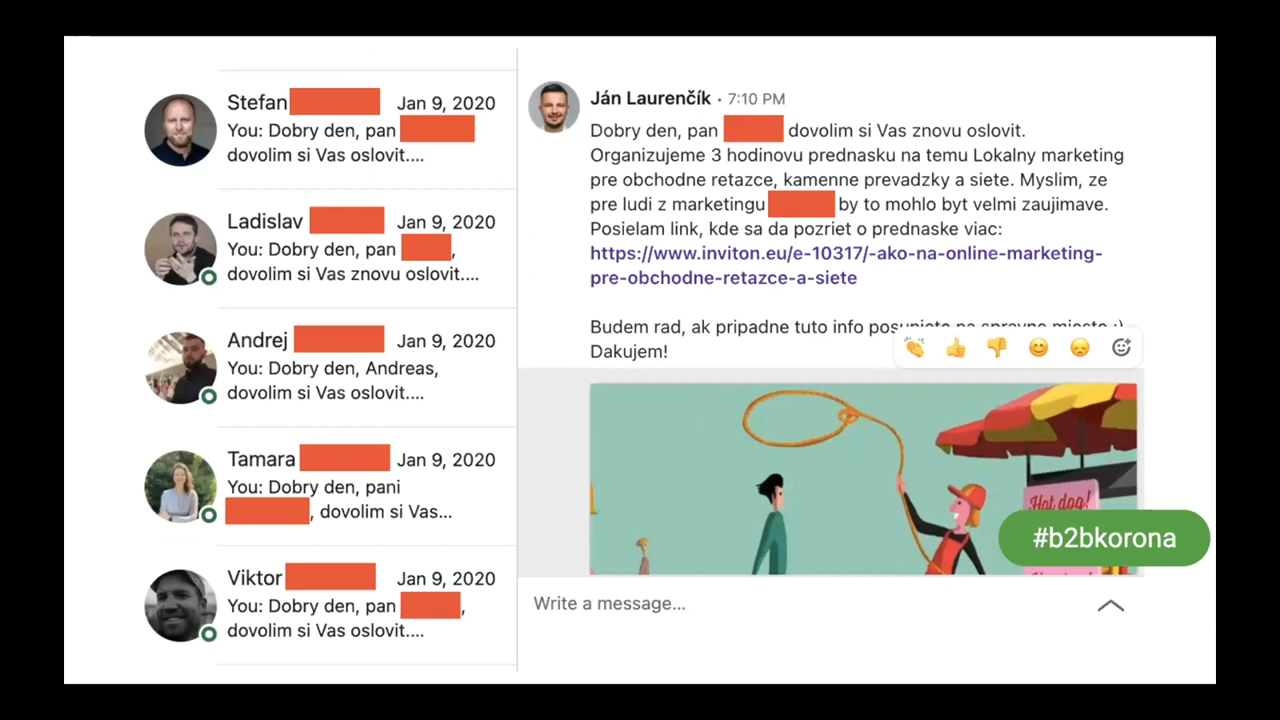 Stefan
Jan 9, 2020
You: Dobry den, pan
dovolim si Vas oslovit....
Ladislav
Jan 9, 2020
You: Dobry den, pan ,
dovolim si Vas znovu oslovit....
Andrej
Jan 9, 2020
You: Dobry den, Andreas,
dovolim si Vas oslovit....
Tamara
Jan 9, 2020
You: Dobry den, pani
, dovolim si Vas...
Viktor
Jan 9, 2020
You: Dobry den, pan ,
dovolim si Vas oslovit....
Ján Laurenčík • 7:10 PM
Dobry den, pan dovolim si Vas znovu oslovit.
Organizujeme 3 hodinovu prednasku na temu Lokalny marketing
pre obchodne retazce, kamenne prevadzky a siete. Myslim, ze
pre ludi z marketingu by to mohlo byt velmi zaujimave.
Posielam link, kde sa da pozriet o prednaske viac:
https://www.inviton.eu/e-10317/-ako-na-online-marketing-
pre-obchodne-retazce-a-siete
Budem rad, ak pripadne tuto info posuniete na spravne miesto :)
Dakujem!
Hot dog!
#b2bkorona
Write a message...